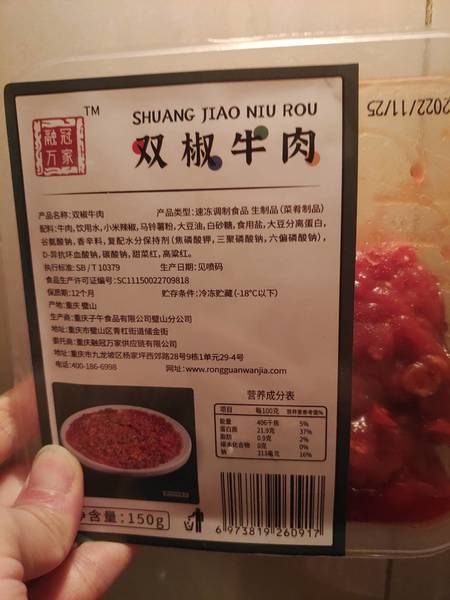 融冠
万家
TM
SHUANG JIAO NIU ROU
双椒牛肉
2022/11/25
产品名称:双椒牛肉 产品类型:速冻调制食品 生制品(菜肴制品)
配料:牛肉,饮用水,小米辣椒,马铃薯粉,大豆油,白砂糖,食用盐,大豆分离蛋白,
谷氨酸钠,香辛料,复配水分保持剂(焦磷酸钾,三聚磷酸钠,六偏磷酸钠),
D-异抗坏血酸钠,碳酸钠,甜菜红,高粱红。
执行标准:SB/T 10379 生产日期:见喷码
食品生产许可证编号:SC11150022709818
保质期:12个月 贮存条件:冷冻贮藏(-18℃以下)
产地:重庆 璧山
生产商:重庆子午食品有限公司璧山分公司
地址:重庆市璧山区青杠街道储金街
委托商:重庆融冠万家供应链有限公司
地址:重庆市九龙坡区杨家坪西郊路28号9栋1单元29-4号
电话:400-186-6998 网址:www.rongguanwanjia.com
营养成分表
项目 每100克 营养素参考值%
能量 406千焦 5%
蛋白质 21.9克 37%
脂肪 0.9克 2%
碳水化合物 0克 0%
钠 313毫克 16%
净含量:150g
6 973819 260917